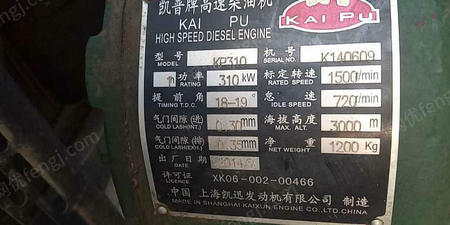 凯普牌高速柴油机
KAI PU
HIGH SPEED DIESEL ENGINE
KAI PU
型号 MODEL KP310 机号 SERIAL NO. K140609
功率 RATING 310 kW 标定转速 RATED SPEED 1500 r/min
提前角 TIMING T.D.C. 18-19° 怠速 IDLE SPEED 720 r/min
气门间隙(进) COLD LASH(INT.) 0.30 mm 海拔高度 MAX. ALT. 3000 m
气门间隙(排) COLD LASH(EXH.) 0.35 mm 净重 NET WEIGHT 1200 Kg
出厂日期 DATE 2014
许可证 LICENCE XK06-002-00466
中国 上海凯迅发动机有限公司 制造
MADE IN SHANGHAI KAIXUN ENGINE CO.,LTD.CHINA